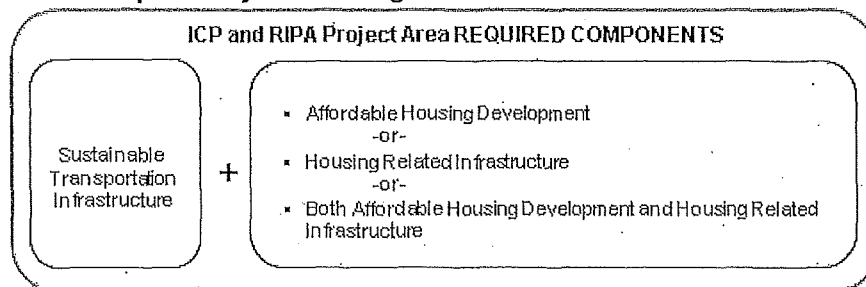 ICP and RIPA Project Area REQUIRED COMPONENTS
Sustainable
Transportation
Infrastructure
+
▪ Affordable Housing Development
-or-
▪ Housing Related Infrastructure
-or-
▪ Both Affordable Housing Development and Housing Related
Infrastructure